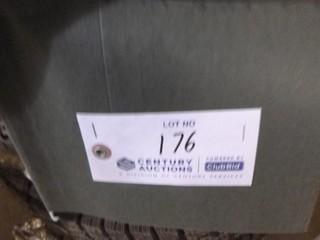 LOT NO
176
CENTURY
AUCTIONS
POWERED BY
ClubBid
A DIVISION OF CENTURY SERVICES